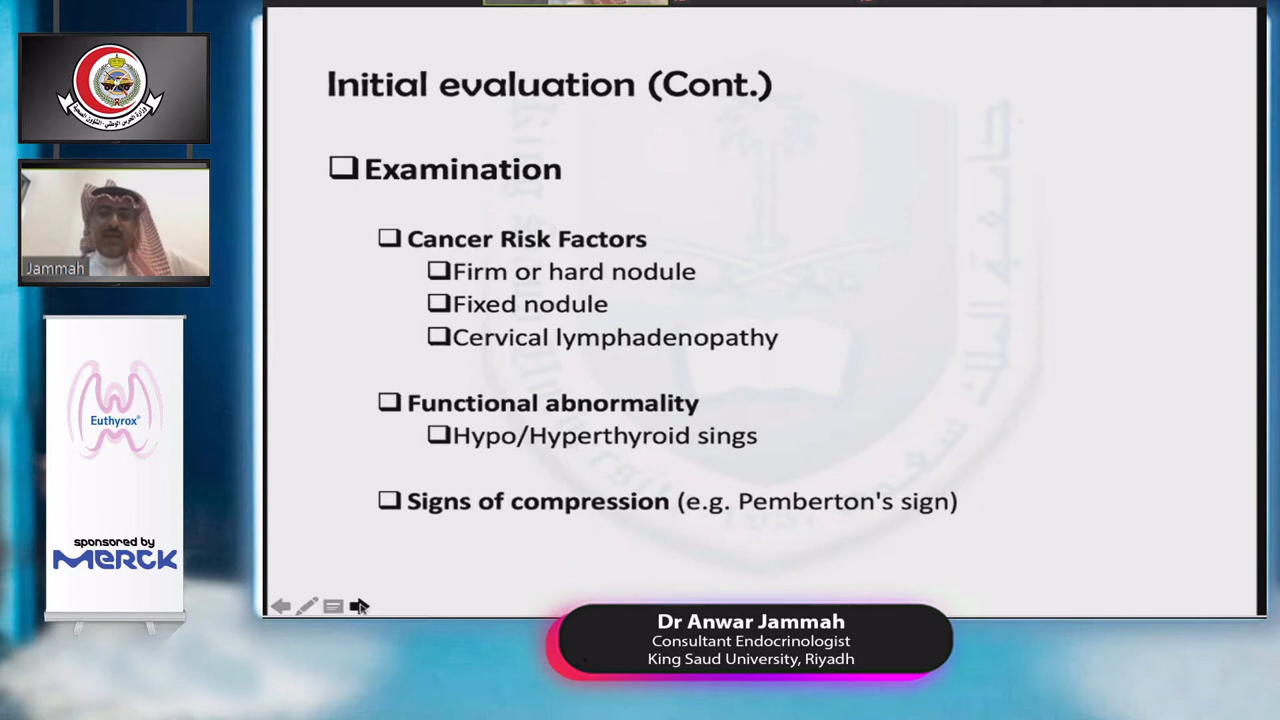 Initial evaluation (Cont.)
Examination
Cancer Risk Factors
Firm or hard nodule
Fixed nodule
Cervical lymphadenopathy
Functional abnormality
Hypo/Hyperthyroid sings
Signs of compression (e.g. Pemberton's sign)
Jammah
Euthyrox®
sponsored by
MERCK
Dr Anwar Jammah
Consultant Endocrinologist
King Saud University, Riyadh